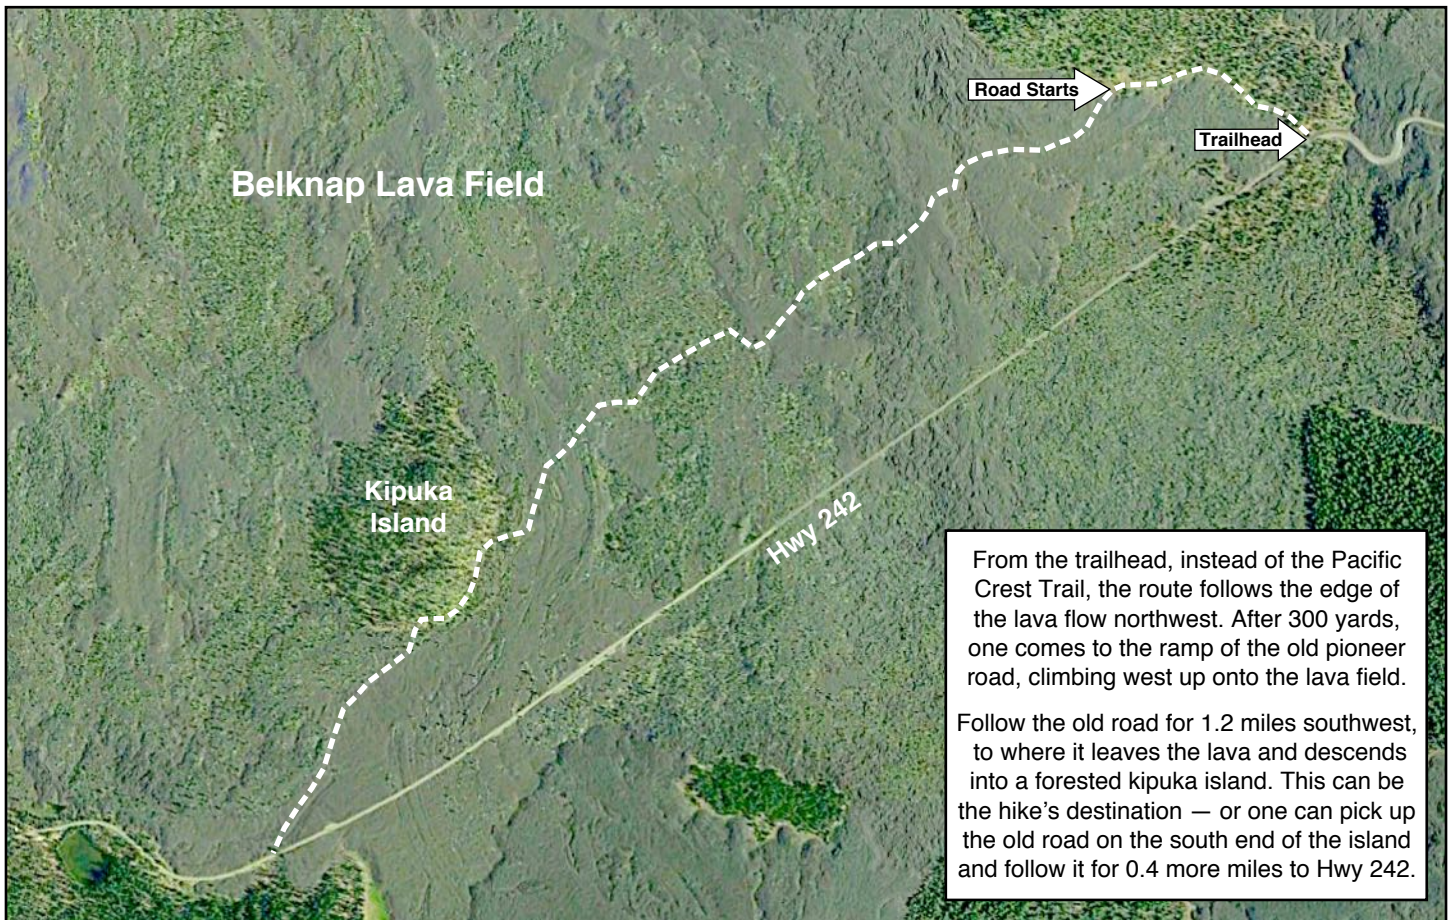 Road Starts
Trailhead
Belknap Lava Field
Kipuka
Island
Hwy 242
From the trailhead, instead of the Pacific
Crest Trail, the route follows the edge of
the lava flow northwest. After 300 yards,
one comes to the ramp of the old pioneer
road, climbing west up onto the lava field.
Follow the old road for 1.2 miles southwest,
to where it leaves the lava and descends
into a forested kipuka island. This can be
the hike’s destination — or one can pick up
the old road on the south end of the island
and follow it for 0.4 more miles to Hwy 242.